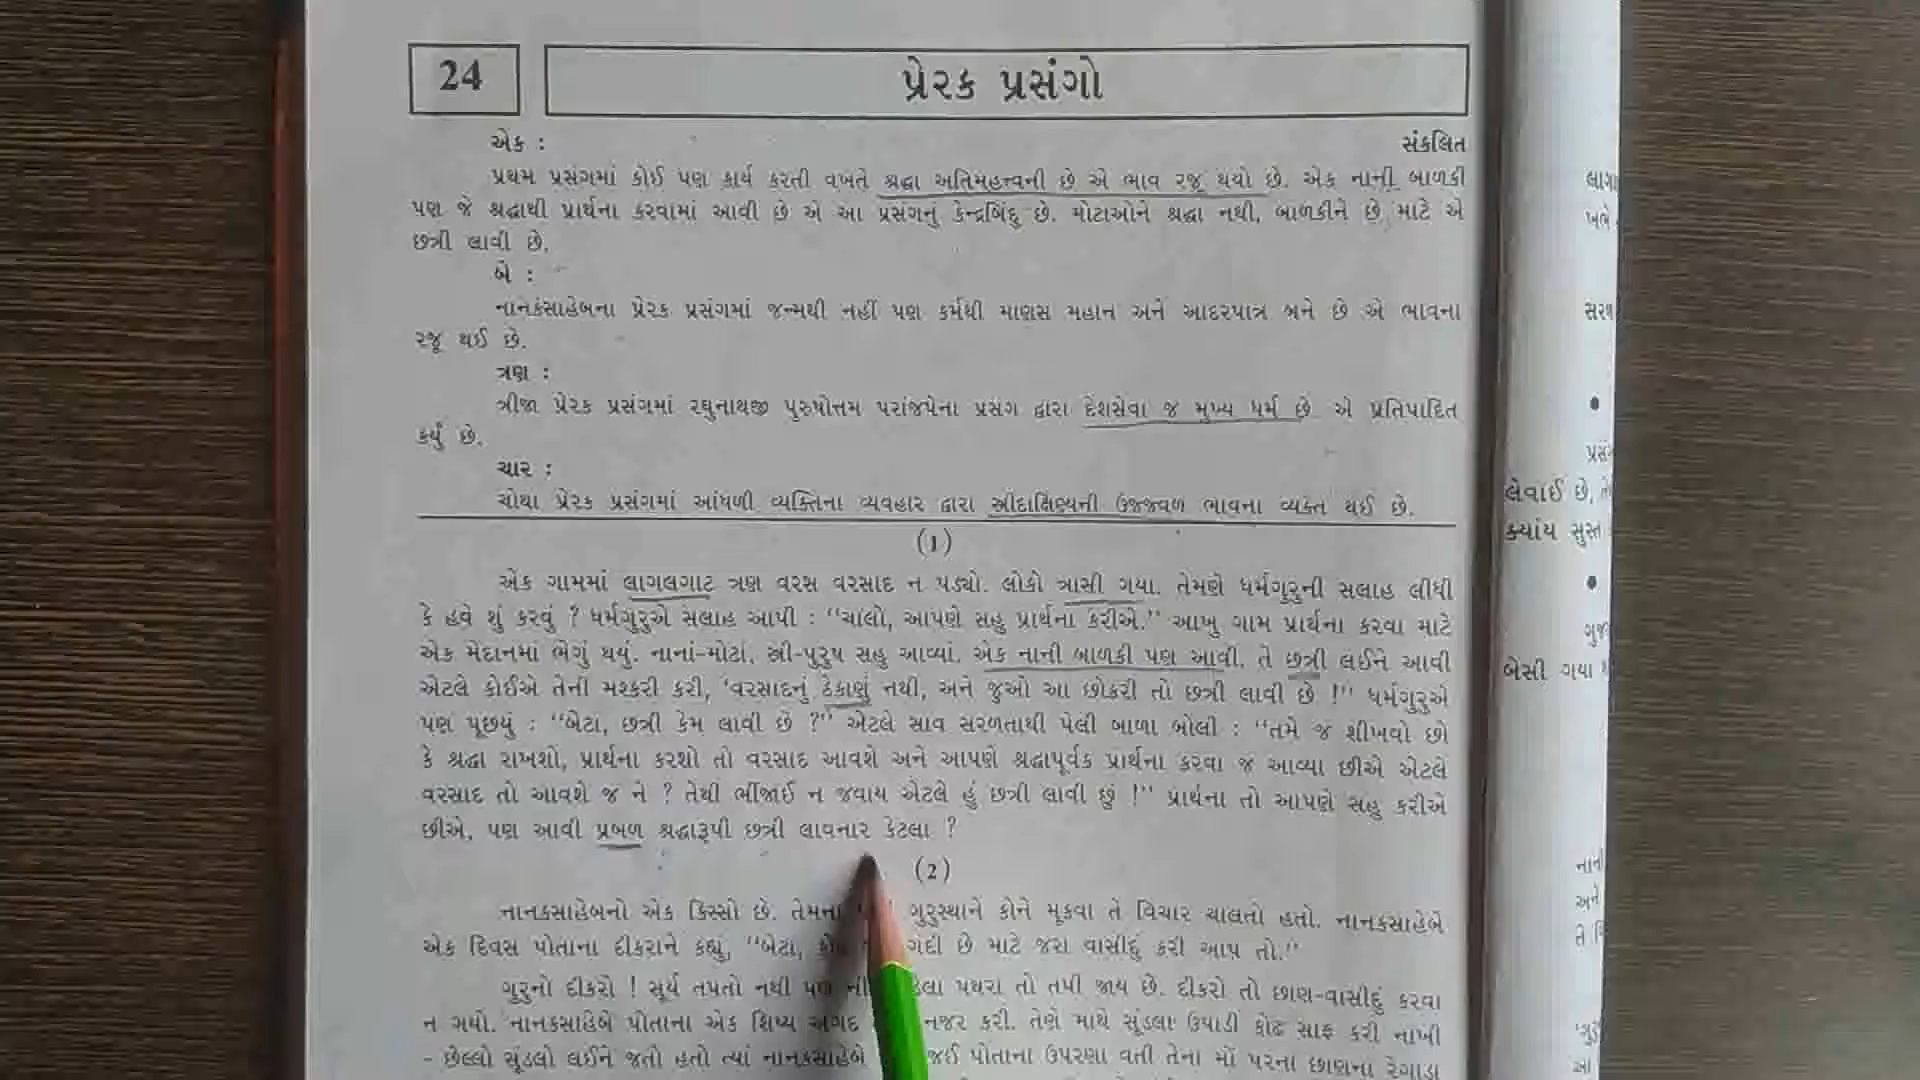 24
પ્રેરક પ્રસંગો
એક :
સંકલિત
પ્રથમ પ્રસંગમાં કોઈ પણ કાર્ય કરતી વખતે શ્રદ્ધા અતિમહત્ત્વની છે એ ભાવ રજૂ થયો છે. એક નાની બાળકી
પણ જે શ્રદ્ધાથી પ્રાર્થના કરવામાં આવી છે એ આ પ્રસંગનું કેન્દ્રબિંદુ છે. મોટાઓને શ્રદ્ધા નથી, બાળકીને છે માટે એ
છત્રી લાવી છે.
બે :
નાનકસાહેબના પ્રેરક પ્રસંગમાં જન્મથી નહીં પણ કર્મથી માણસ મહાન અને આદરપાત્ર બને છે એ ભાવના
રજૂ થઈ છે.
ત્રણ :
ત્રીજા પ્રેરક પ્રસંગમાં રઘુનાથજી પુરુષોત્તમ પરાંજપેના પ્રસંગ દ્વારા દેશસેવા જ મુખ્ય ધર્મ છે એ પ્રતિપાદિત
કર્યું છે.
ચાર :
ચોથા પ્રેરક પ્રસંગમાં આંધળી વ્યક્તિના વ્યવહાર દ્વારા સ્ત્રીદાક્ષિણ્યની ઉજ્જ્વળ ભાવના વ્યક્ત થઈ છે.
(1)
એક ગામમાં લાગલગાટ ત્રણ વરસ વરસાદ ન પડ્યો. લોકો ત્રાસી ગયા. તેમણે ધર્મગુરુની સલાહ લીધી
કે હવે શું કરવું ? ધર્મગુરુએ સલાહ આપી : “ચાલો, આપણે સહુ પ્રાર્થના કરીએ.” આખુ ગામ પ્રાર્થના કરવા માટે
એક મેદાનમાં ભેગું થયું. નાનાં-મોટાં, સ્ત્રી-પુરુષ સહુ આવ્યાં. એક નાની બાળકી પણ આવી. તે છત્રી લઈને આવી
એટલે કોઈએ તેની મશ્કરી કરી, ‘વરસાદનું ઠેકાણું નથી, અને જુઓ આ છોકરી તો છત્રી લાવી છે !” ધર્મગુરુએ
પણ પૂછ્યું : “બેટા, છત્રી કેમ લાવી છે ?” એટલે સાવ સરળતાથી પેલી બાળા બોલી : “તમે જ શીખવો છો
કે શ્રદ્ધા રાખશો, પ્રાર્થના કરશો તો વરસાદ આવશે અને આપણે શ્રદ્ધાપૂર્વક પ્રાર્થના કરવા જ આવ્યા છીએ એટલે
વરસાદ તો આવશે જ ને ? તેથી ભીંજાઈ ન જવાય એટલે હું છત્રી લાવી છું !” પ્રાર્થના તો આપણે સહુ કરીએ
છીએ, પણ આવી પ્રબળ શ્રદ્ધારૂપી છત્રી લાવનાર કેટલા ?
(2)
નાનકસાહેબનો એક કિસ્સો છે. તેમના ગુરુસ્થાને કોને મૂકવા તે વિચાર ચાલતો હતો. નાનકસાહેબે
એક દિવસ પોતાના દીકરાને કહ્યું, “બેટા, ગંદી છે માટે જરા વાસીદું કરી આપ તો.”
ગુરુનો દીકરો ! સૂર્ય તપતો નથી પણ પથરા તો તપી જાય છે. દીકરો તો છાણ-વાસીદું કરવા
ન ગયો. નાનકસાહેબે પોતાના એક શિષ્ય અંગદ નજર કરી. તેણે માથે સૂંડલા ઉપાડી કોઢ સાફ કરી નાખી
- છેલ્લો સૂંડલો લઈને જતો હતો ત્યાં નાનકસાહેબે જઈ પોતાના ઉપરણા વતી તેના મોં પરના છાણના રેગાડા
લેવાઈ છે,
ક્યાંય સુસ્ત
બેસી ગયા